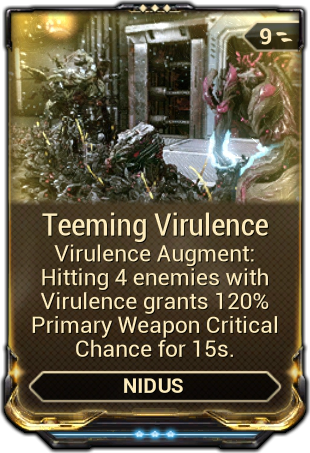 9
Teeming Virulence
Virulence Augment:
Hitting 4 enemies with
Virulence grants 120%
Primary Weapon Critical
Chance for 15s.
NIDUS